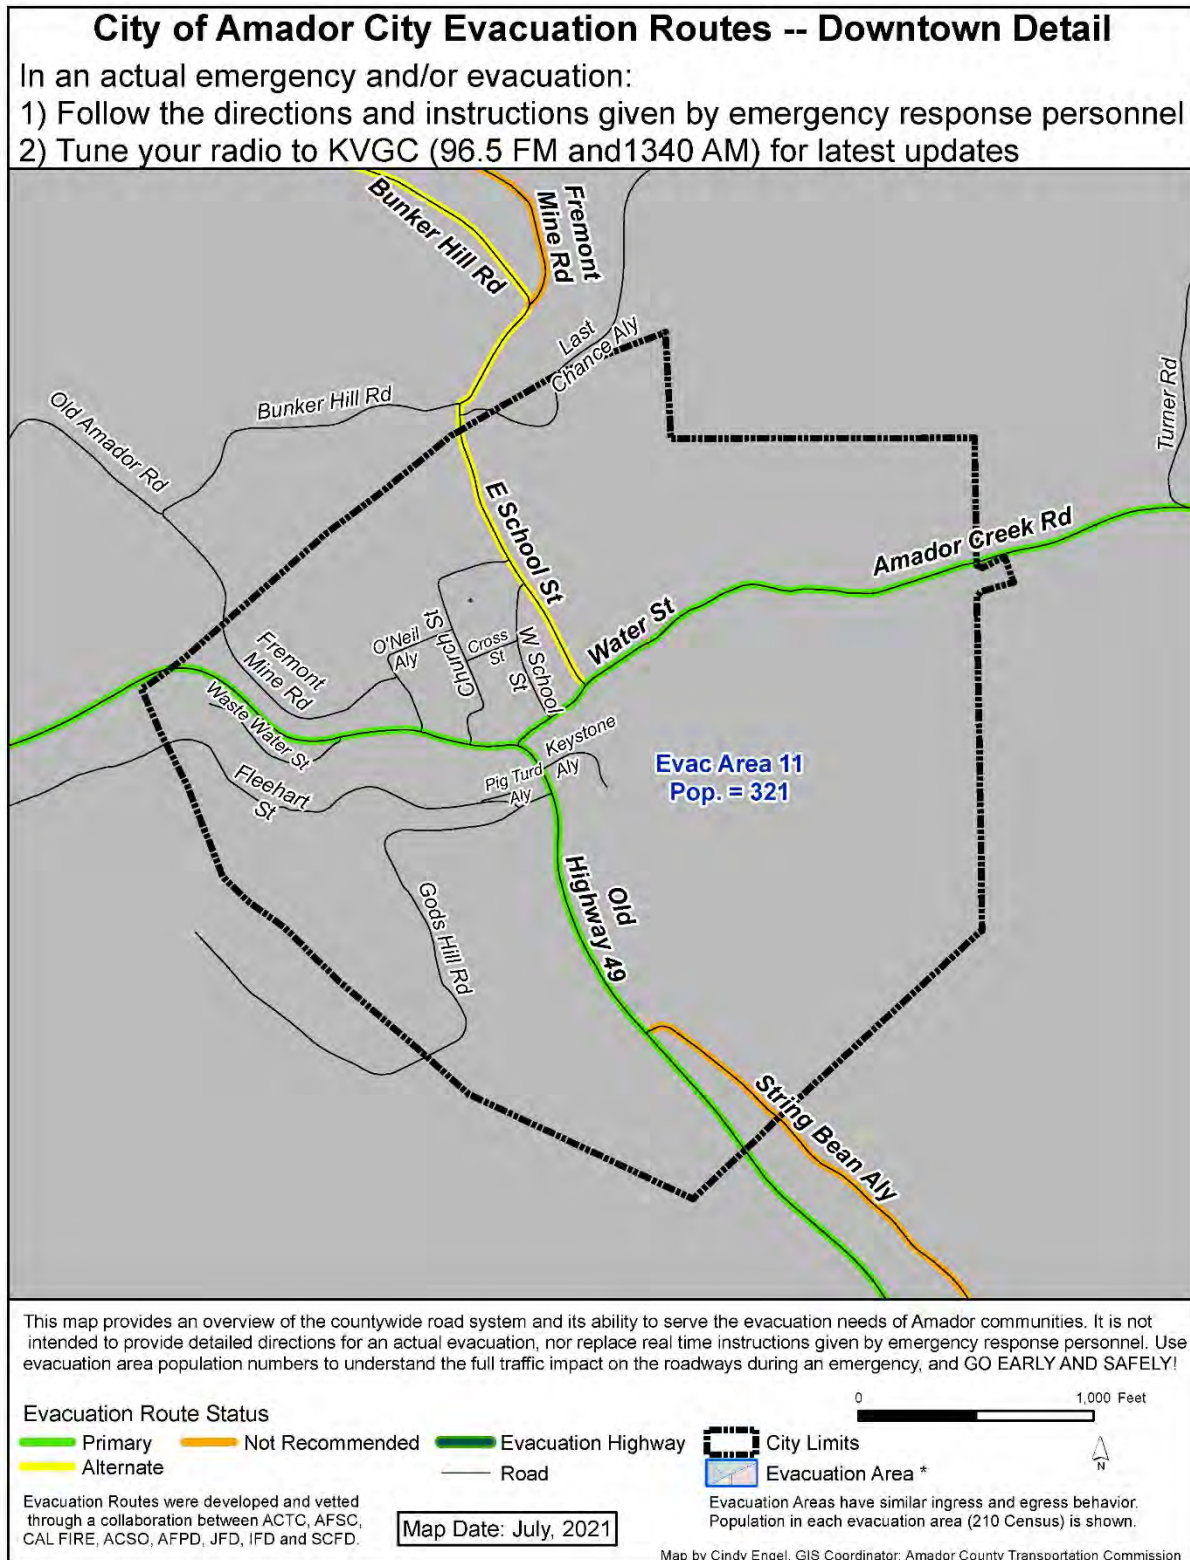 City of Amador City Evacuation Routes -- Downtown Detail
In an actual emergency and/or evacuation:
1) Follow the directions and instructions given by emergency response personnel
2) Tune your radio to KVGC (96.5 FM and1340 AM) for latest updates
Bunker Hill Rd
Fremont
Mine Rd
Last
Chance Aly
Turner Rd
Old Amador Rd
Bunker Hill Rd
E School St
Amador Creek Rd
Water St
O'Neil
Aly
Church St
Cross
St
W School
St
Fremont
Mine Rd
Waste Water St
Fleehart
St
Keystone
Aly
Pig Turd
Aly
Evac Area 11
Pop. = 321
Gods Hill Rd
Old
Highway 49
String Bean Aly
This map provides an overview of the countywide road system and its ability to serve the evacuation needs of Amador communities. It is not
intended to provide detailed directions for an actual evacuation, nor replace real time instructions given by emergency response personnel. Use
evacuation area population numbers to understand the full traffic impact on the roadways during an emergency, and GO EARLY AND SAFELY!
0 1,000 Feet
Evacuation Route Status
Primary Not Recommended Evacuation Highway City Limits
Alternate Road Evacuation Area *
N
Evacuation Routes were developed and vetted
through a collaboration between ACTC, AFSC,
CAL FIRE, ACSO, AFPD, JFD, IFD and SCFD.
Map Date: July, 2021
Evacuation Areas have similar ingress and egress behavior.
Population in each evacuation area (210 Census) is shown.
Map by Cindy Engel, GIS Coordinator: Amador County Transportation Commission